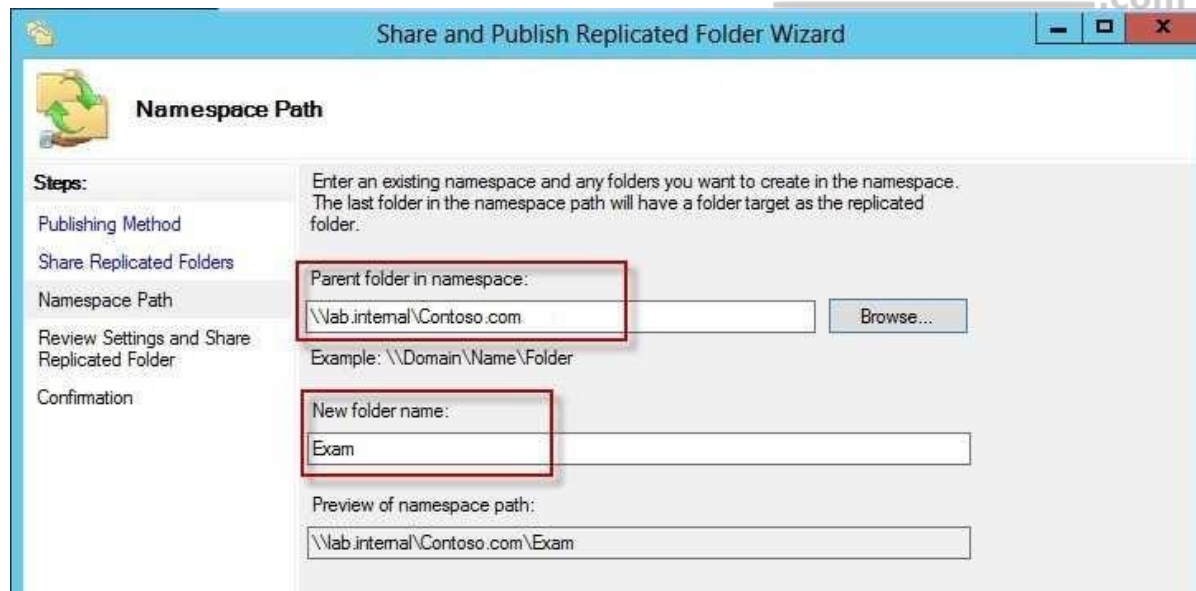 .com
Share and Publish Replicated Folder Wizard
Namespace Path
Steps:
Publishing Method
Share Replicated Folders
Namespace Path
Review Settings and Share
Replicated Folder
Confirmation
Enter an existing namespace and any folders you want to create in the namespace.
The last folder in the namespace path will have a folder target as the replicated
folder.
Parent folder in namespace:
\\lab.internal\Contoso.com
Browse...
Example: \\Domain\Name\Folder
New folder name:
Exam
Preview of namespace path:
\\lab.internal\Contoso.com\Exam